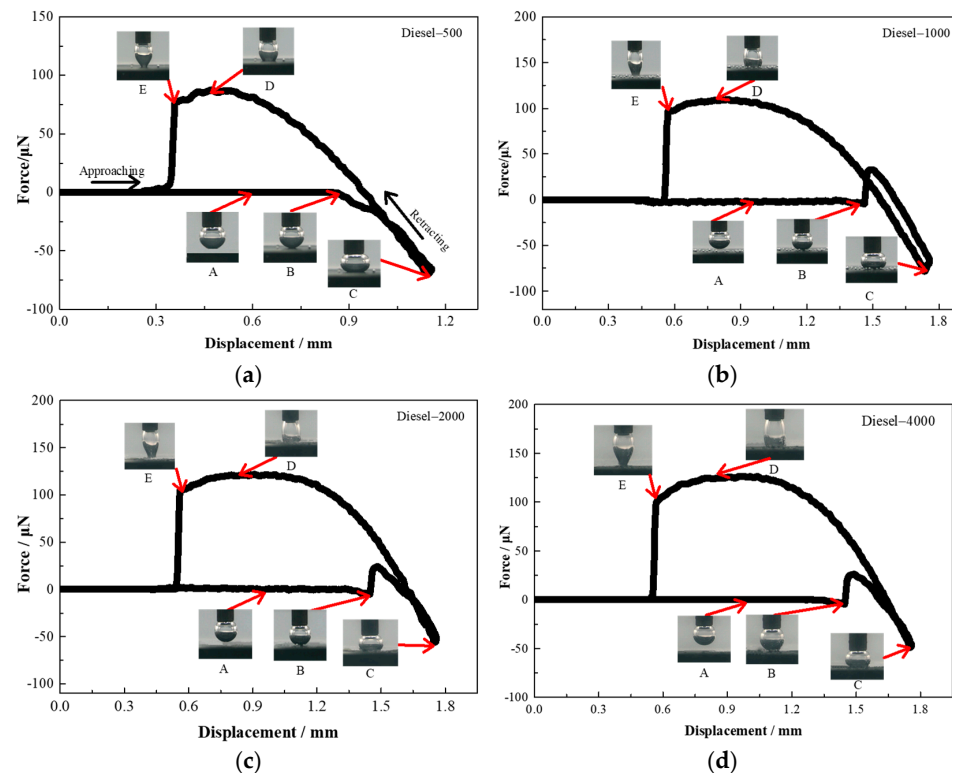 150
Diesel–500
100
50
0
-50
-100
Force/μN
E
D
Approaching
Retracting
A
B
C
0.0
0.3
0.6
0.9
1.2
Displacement / mm
(a)
200
Diesel–1000
150
100
50
0
-50
-100
Force/μN
E
D
A
B
C
0.0
0.3
0.6
0.9
1.2
1.5
1.8
Displacement / mm
(b)
200
Diesel–2000
150
100
50
0
-50
-100
Force / μN
E
D
A
B
C
0.0
0.3
0.6
0.9
1.2
1.5
1.8
Displacement / mm
(c)
200
Diesel–4000
150
100
50
0
-50
-100
Force / μN
E
D
A
B
C
0.0
0.3
0.6
0.9
1.2
1.5
1.8
Displacement / mm
(d)